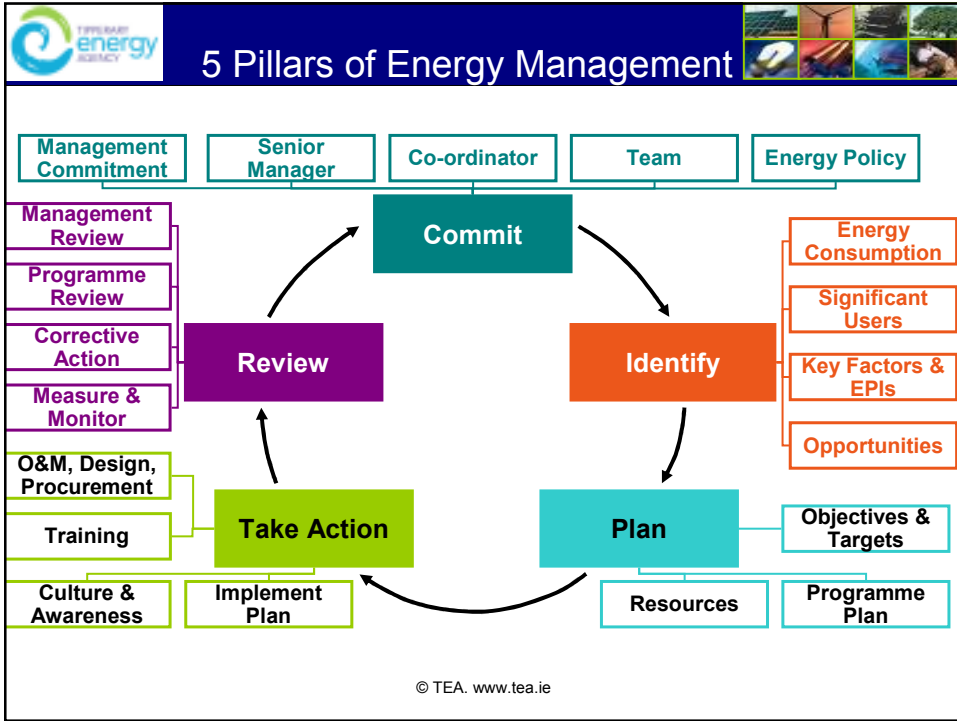 TIPPERARY
energy
AGENCY
5 Pillars of Energy Management
Management
Commitment
Senior
Manager
Co-ordinator
Team
Energy Policy
Commit
Management
Review
Programme
Review
Corrective
Action
Measure &
Monitor
Review
Identify
Energy
Consumption
Significant
Users
Key Factors &
EPIs
Opportunities
O&M, Design,
Procurement
Training
Take Action
Culture &
Awareness
Implement
Plan
Plan
Objectives &
Targets
Resources
Programme
Plan
© TEA. www.tea.ie